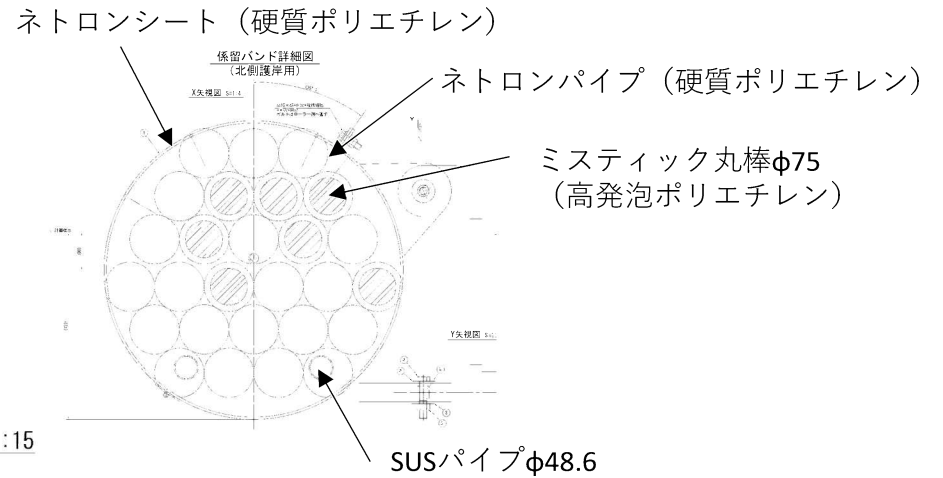 ネトロンシート（硬質ポリエチレン）
係留バンド詳細図
（北側護岸用）
X矢視図 S=1:4
ネトロンパイプ（硬質ポリエチレン）
ミスティック丸棒φ75
（高発泡ポリエチレン）
Y矢視図
:15
SUSパイプφ48.6